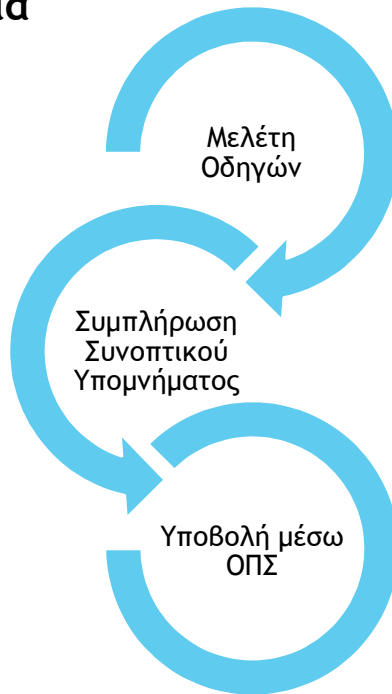 Μελέτη
Οδηγών
Συμπλήρωση
Συνοπτικού
Υπομνήματος
Υποβολή μέσω
ΟΠΣ